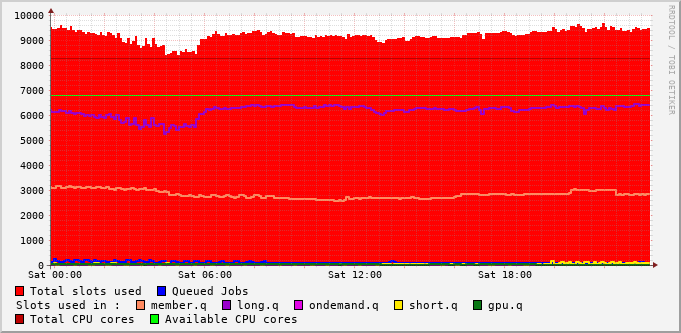 10000
9000
8000
7000
6000
5000
4000
3000
2000
1000
0
Sat 00:00 Sat 06:00 Sat 12:00 Sat 18:00
RRDTOOL / TOBI OETIKER
Total slots used Queued Jobs
Slots used in : member.q long.q ondemand.q short.q gpu.q
Total CPU cores Available CPU cores